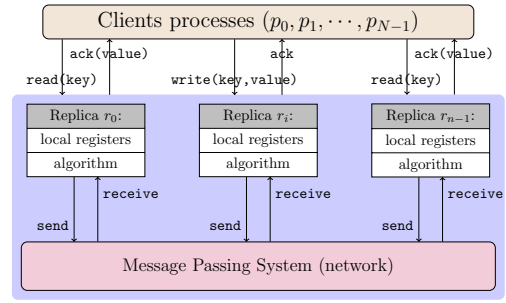 Clients processes (p₀, p₁, ⋯, p_{N−1})
ack(value) ack ack(value)
read(key) write(key,value) read(key)
Replica r₀: Replica rᵢ: Replica r_{n−1}:
local registers local registers local registers
algorithm algorithm algorithm
receive receive receive
send send send
Message Passing System (network)